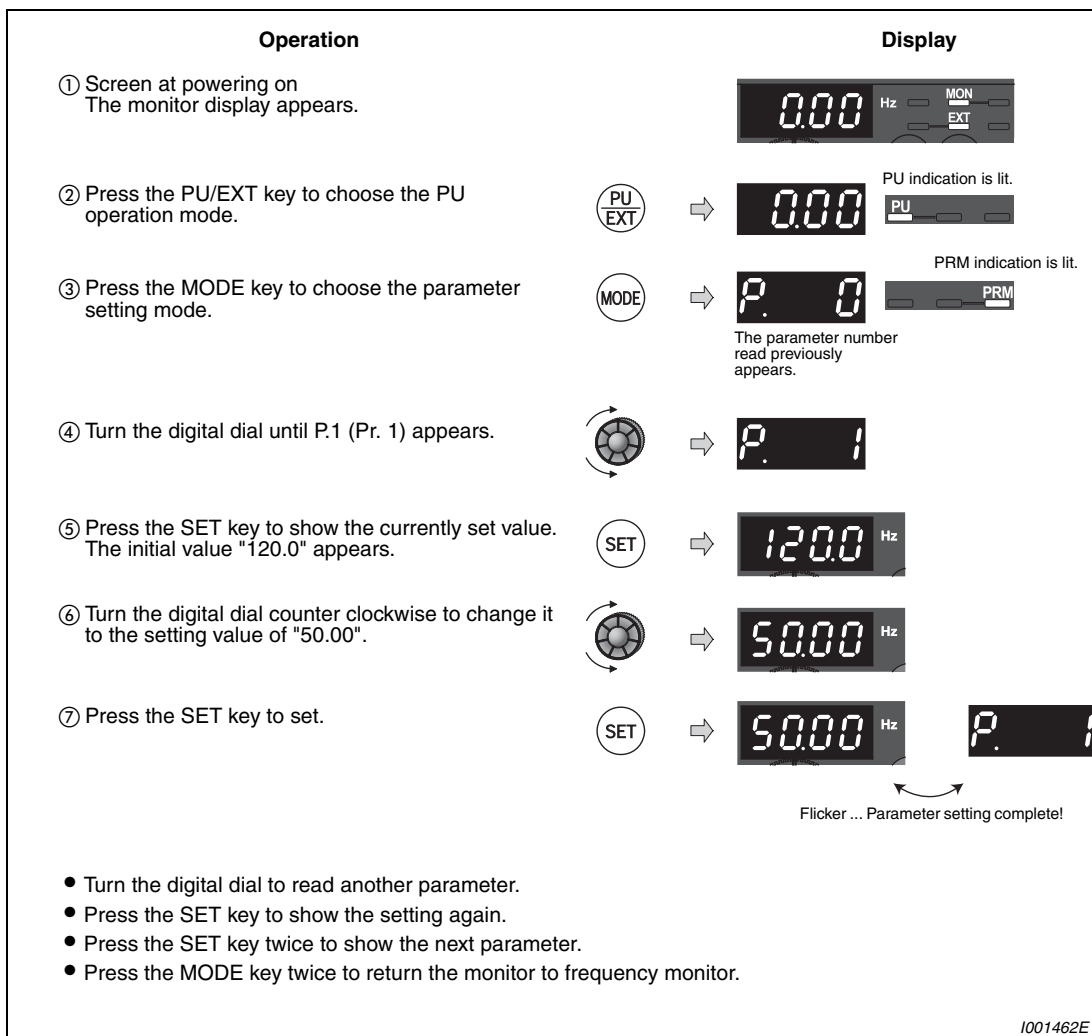 Operation
Display
① Screen at powering on
The monitor display appears.
0.00 Hz MON
EXT
② Press the PU/EXT key to choose the PU
operation mode.
PU
EXT
0.00
PU indication is lit.
PU
③ Press the MODE key to choose the parameter
setting mode.
MODE
P. 0
PRM indication is lit.
PRM
The parameter number
read previously
appears.
④ Turn the digital dial until P.1 (Pr. 1) appears.
P. 1
⑤ Press the SET key to show the currently set value.
The initial value "120.0" appears.
SET
120.0 Hz
⑥ Turn the digital dial counter clockwise to change it
to the setting value of "50.00".
50.00 Hz
⑦ Press the SET key to set.
SET
50.00 Hz
P. 1
Flicker ... Parameter setting complete!
● Turn the digital dial to read another parameter.
● Press the SET key to show the setting again.
● Press the SET key twice to show the next parameter.
● Press the MODE key twice to return the monitor to frequency monitor.
I001462E